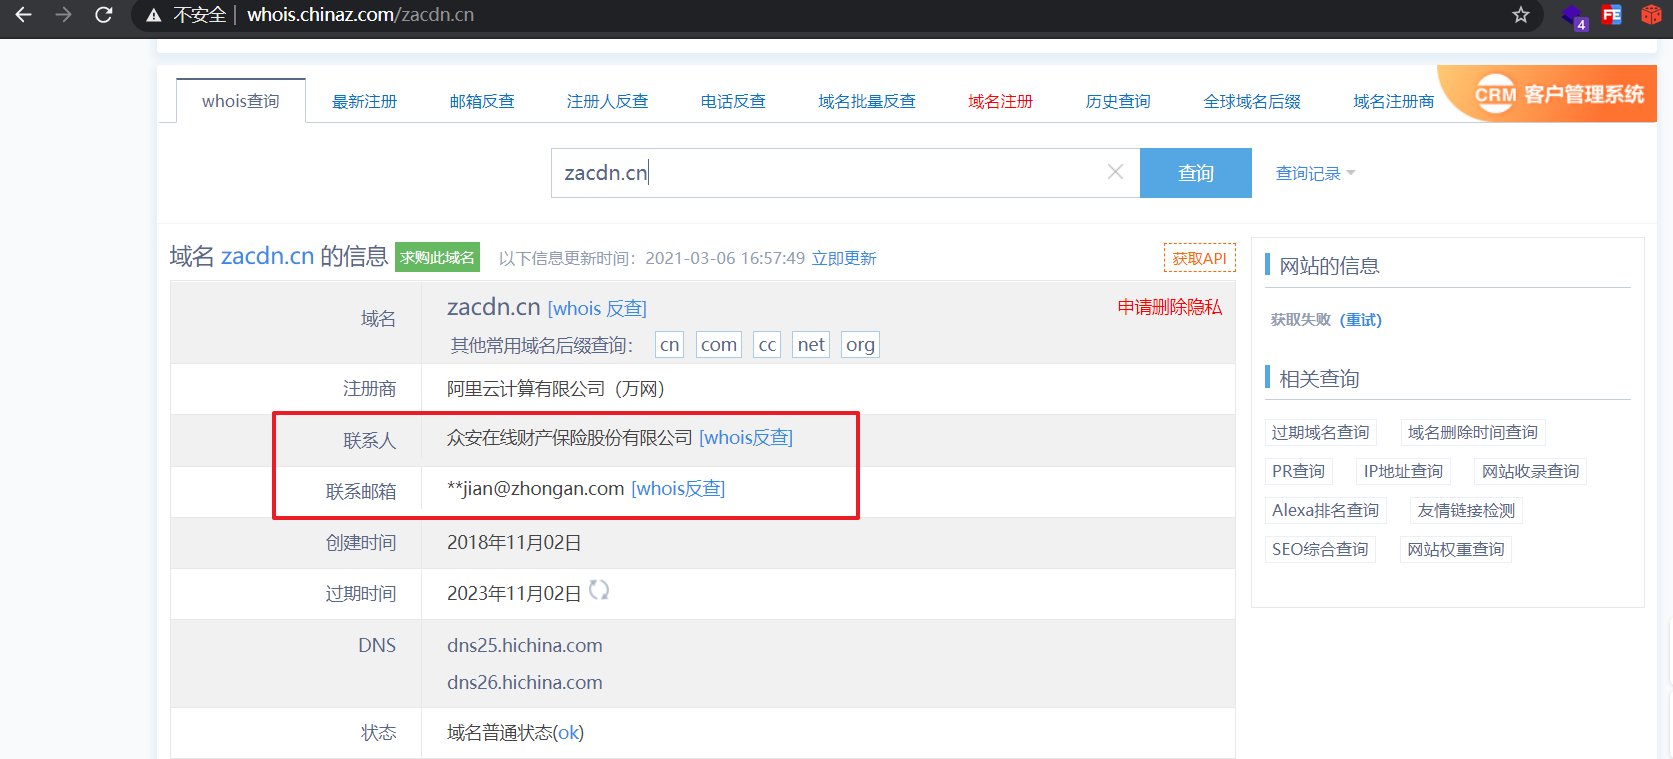 不安全 | whois.chinaz.com/zacdn.cn
4
FE
whois查询 最新注册 邮箱反查 注册人反查 电话反查 域名批量反查 域名注册 历史查询 全球域名后缀 域名注册商
CRM 客户管理系统
zacdn.cn 查询 查询记录
域名 zacdn.cn 的信息 求购此域名 以下信息更新时间：2021-03-06 16:57:49 立即更新 获取API
域名 zacdn.cn [whois 反查] 申请删除隐私
其他常用域名后缀查询： cn com cc net org
注册商 阿里云计算有限公司（万网）
联系人 众安在线财产保险股份有限公司 [whois反查]
联系邮箱 **jian@zhongan.com [whois反查]
创建时间 2018年11月02日
过期时间 2023年11月02日
DNS dns25.hichina.com
dns26.hichina.com
状态 域名普通状态(ok)
网站的信息
获取失败 (重试)
相关查询
过期域名查询 域名删除时间查询
PR查询 IP地址查询 网站收录查询
Alexa排名查询 友情链接检测
SEO综合查询 网站权重查询